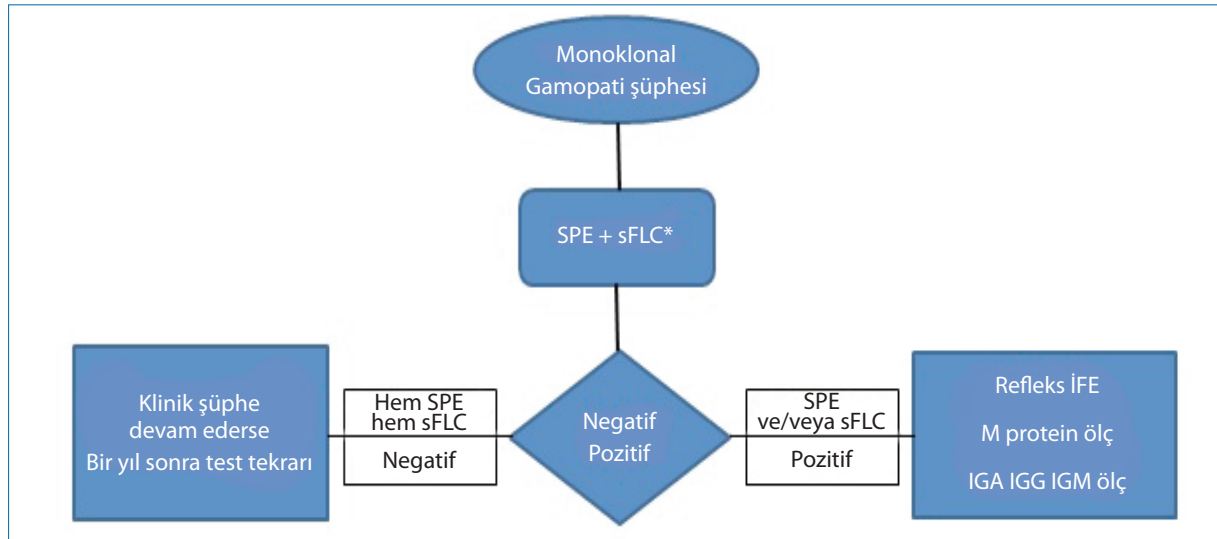 Monoklonal
Gamopati şüphesi
SPE + sFLC*
Klinik şüphe
devam ederse
Bir yıl sonra test tekrarı
Hem SPE
hem sFLC
Negatif
Negatif
Pozitif
SPE
ve/veya sFLC
Pozitif
Refleks İFE
M protein ölç
IGA IGG IGM ölç